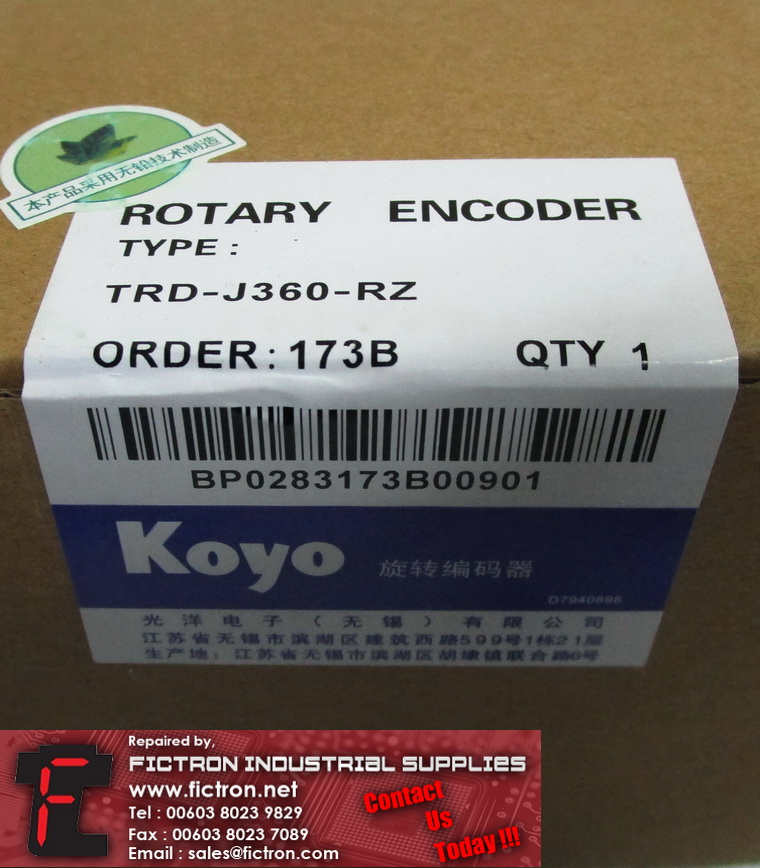 本产品采用无铅技术制造
ROTARY ENCODER
TYPE :
TRD-J360-RZ
ORDER: 173B QTY 1
BP0283173B00901
Koyo 旋转编码器
D7940898
光洋电子(无锡)有限公司
江苏省无锡市滨湖区建筑西路599号1栋21层
生产地:江苏省无锡市滨湖区胡埭镇联合路6号
Repaired by,
FICTRON INDUSTRIAL SUPPLIES
www.fictron.net
Tel : 00603 8023 9829
Fax : 00603 8023 7089
Email : sales@fictron.com
Contact
Us
Today !!!